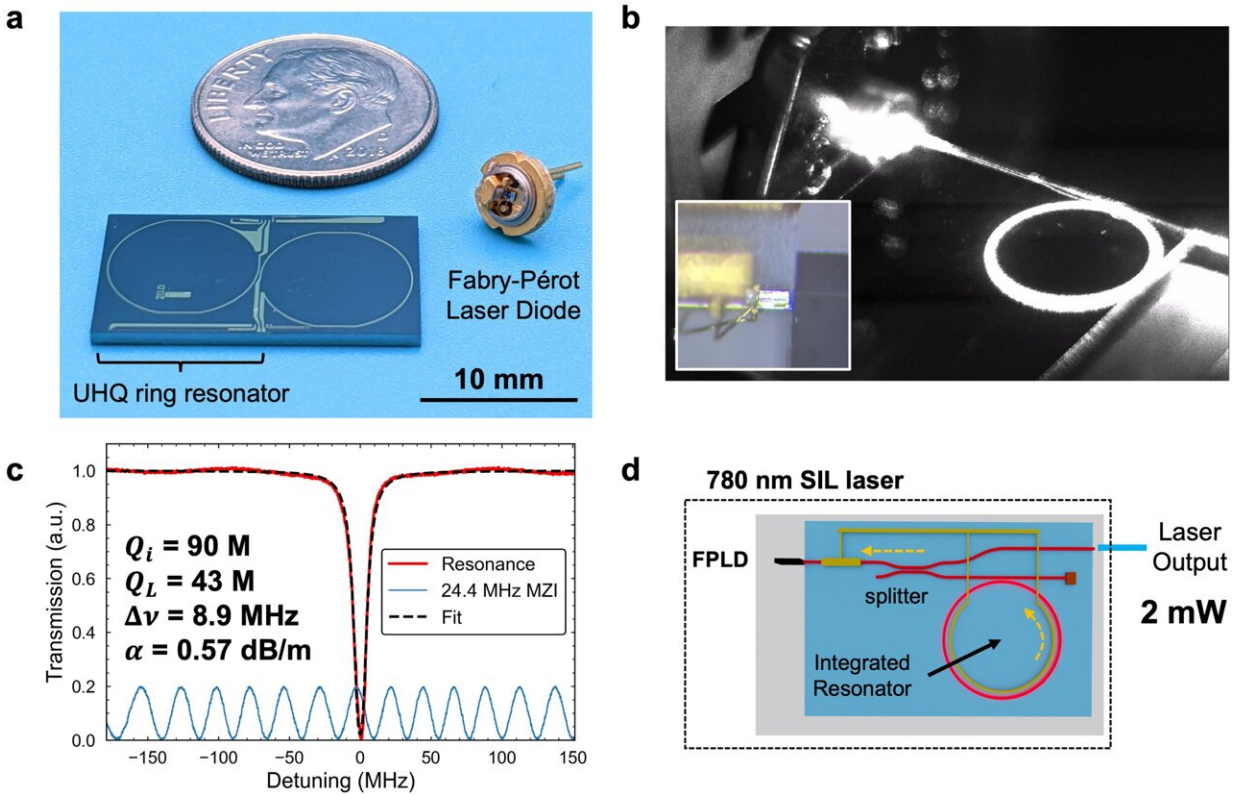 a
LIBERTY
IN GOD
WE TRUST
2018
Fabry-Pérot
Laser Diode
UHQ ring resonator
10 mm
b
c
Transmission (a.u.)
1.0
0.8
0.6
0.4
0.2
0.0
Q_i = 90 M
Q_L = 43 M
Δν = 8.9 MHz
α = 0.57 dB/m
Resonance
24.4 MHz MZI
Fit
−150 −100 −50 0 50 100 150
Detuning (MHz)
d
780 nm SIL laser
FPLD
splitter
Integrated
Resonator
Laser
Output
2 mW